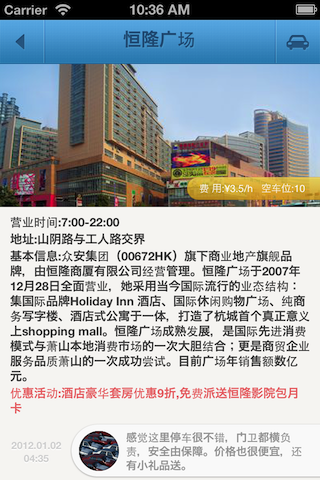 Carrier 10:36 AM
恒隆广场
费 用:¥3.5/h 空车位:10
营业时间:7:00-22:00
地址:山阴路与工人路交界
基本信息:众安集团（00672HK）旗下商业地产旗舰品
牌，由恒隆商厦有限公司经营管理。恒隆广场于2007年
12月28日全面营业，她采用当今国际流行的业态结构：
集国际品牌Holiday Inn 酒店、国际休闲购物广场、纯商
务写字楼、酒店式公寓于一体，打造了杭城首个真正意义
上shopping mall。恒隆广场成熟发展，是国际先进消费
模式与萧山本地消费市场的一次大胆结合；更是商贸企业
业服务品质萧山的一次成功尝试。目前广场年销售额数亿
元。
优惠活动:酒店豪华套房优惠9折,免费派送恒隆影院包月
卡
2012.01.02
04:35
感觉这里停车很不错，门卫都横负
责，安全由保障。价格也很便宜，还
有小礼品送。